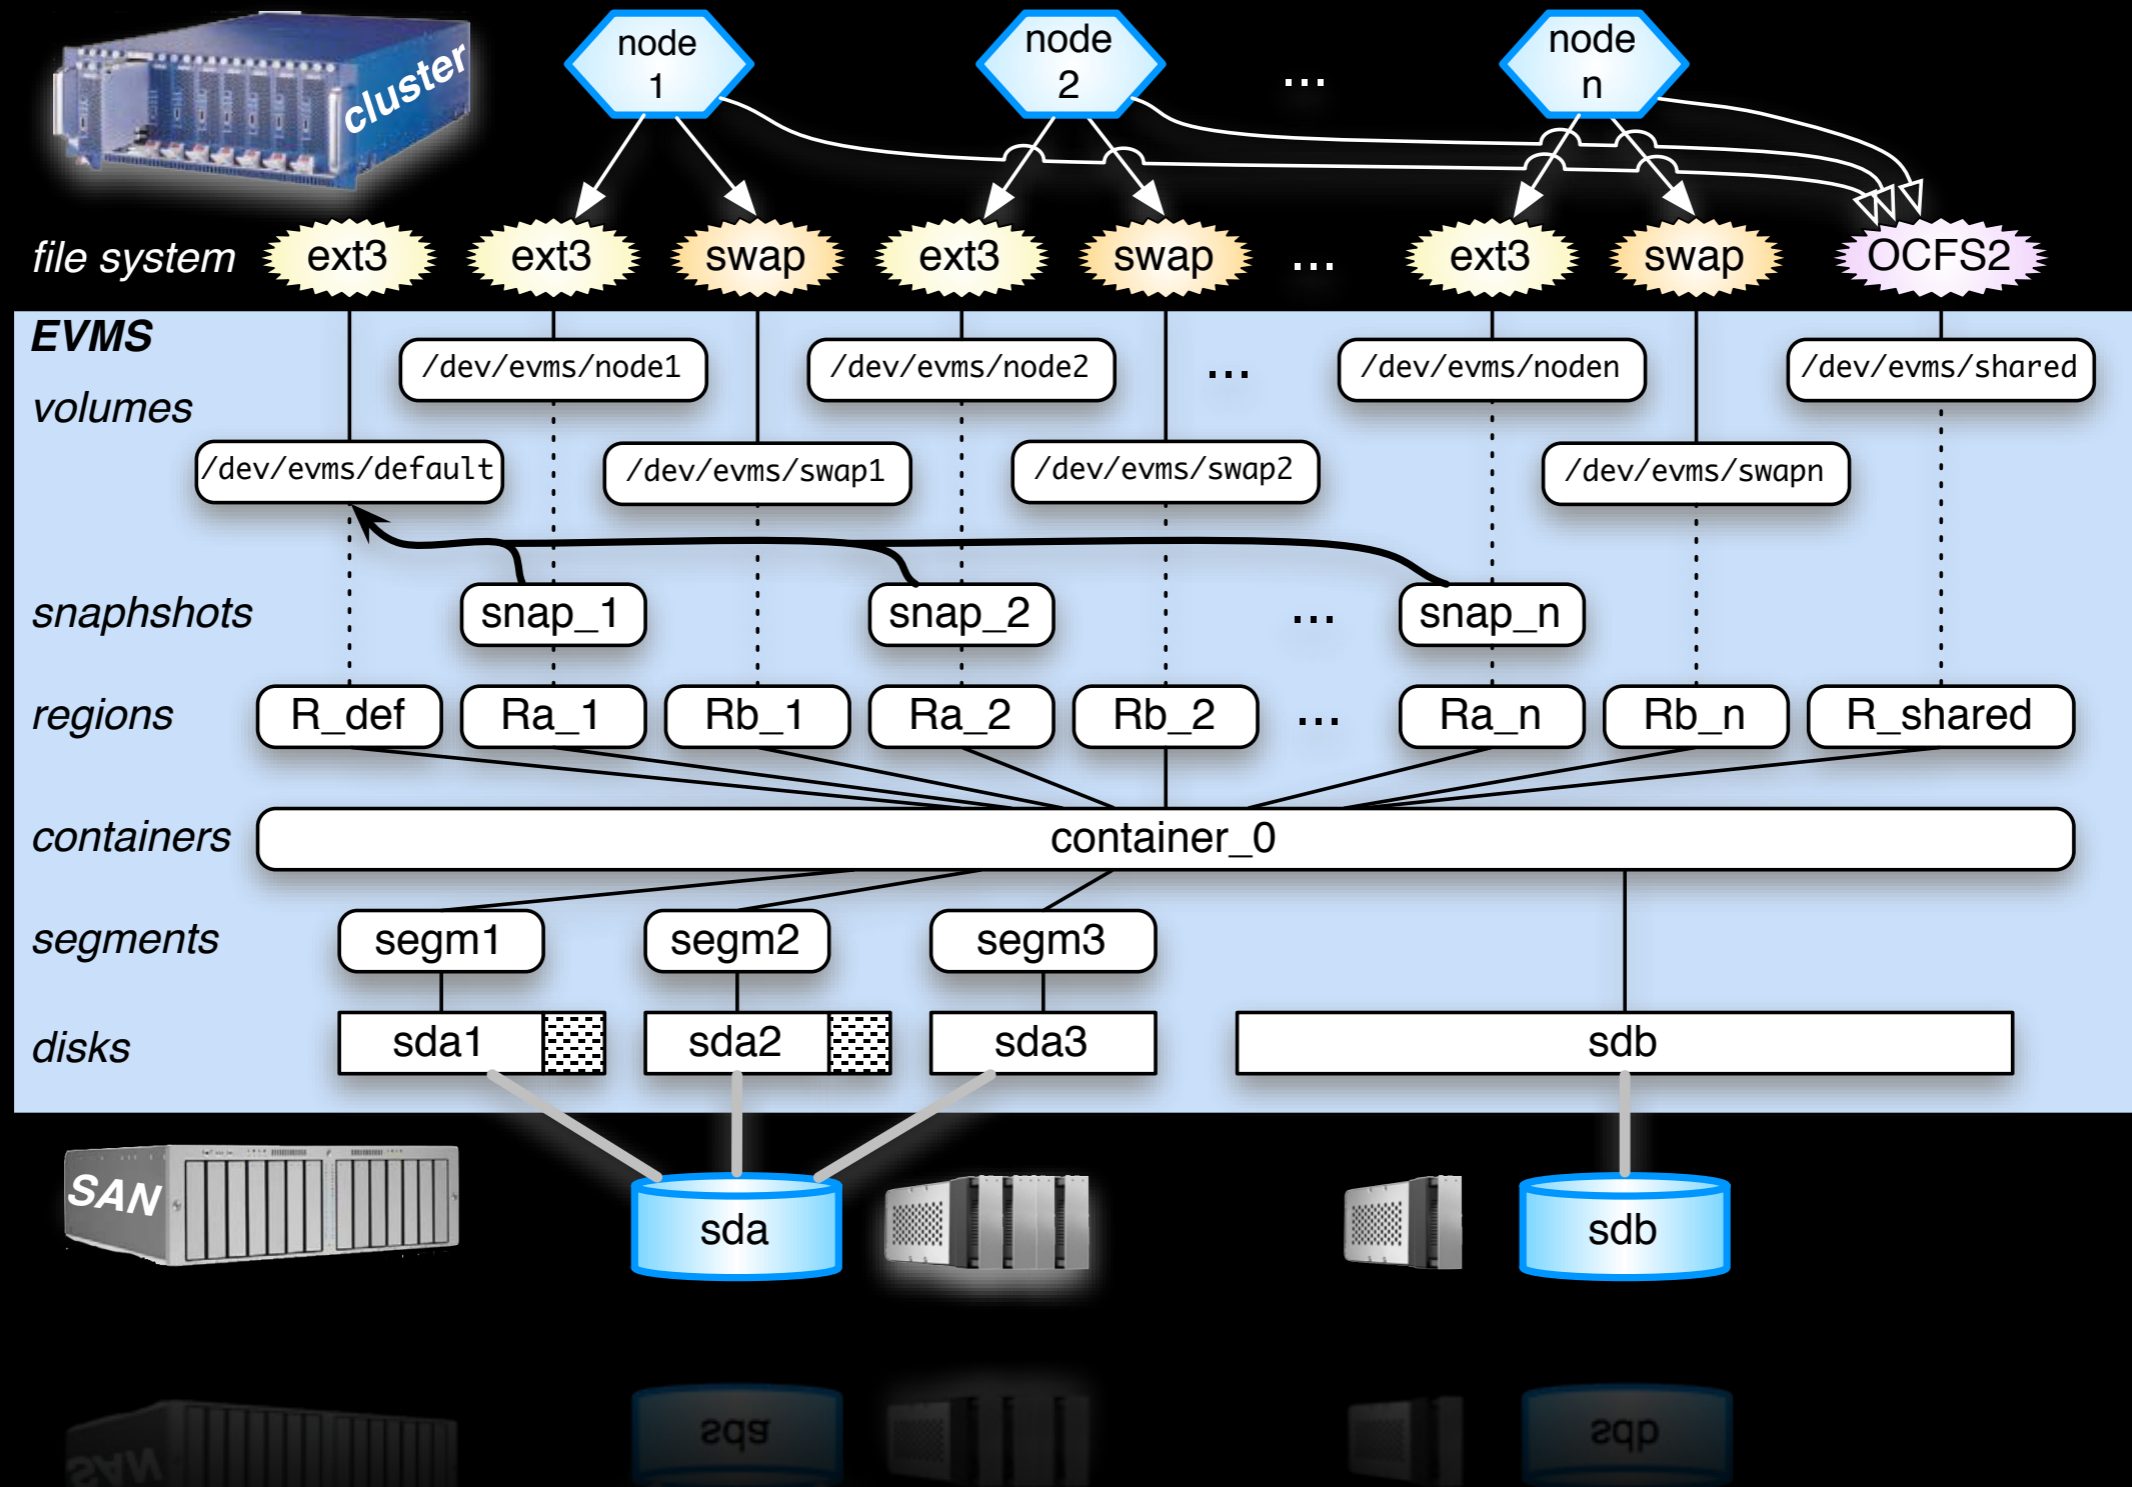 cluster
node
1
node
2
...
node
n
file system ext3 ext3 swap ext3 swap ... ext3 swap OCFS2
EVMS
/dev/evms/node1 /dev/evms/node2 ... /dev/evms/noden /dev/evms/shared
volumes
/dev/evms/default /dev/evms/swap1 /dev/evms/swap2 /dev/evms/swapn
snaphshots snap_1 snap_2 ... snap_n
regions R_def Ra_1 Rb_1 Ra_2 Rb_2 ... Ra_n Rb_n R_shared
containers container_0
segments segm1 segm2 segm3
disks sda1 sda2 sda3 sdb
SAN sda sdb